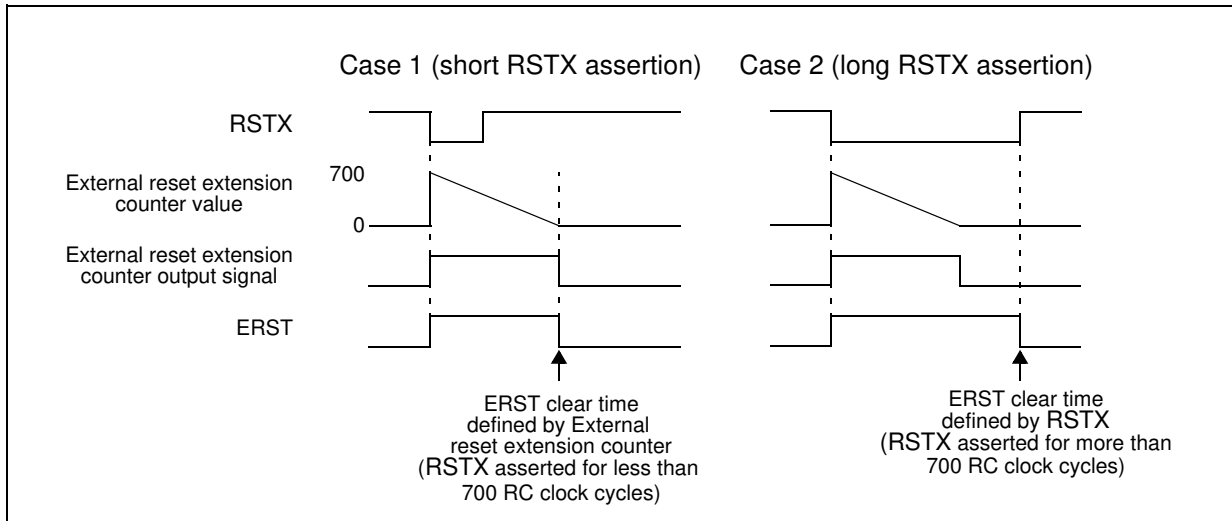 Case 1 (short RSTX assertion)
Case 2 (long RSTX assertion)
RSTX
External reset extension
counter value
700
0
External reset extension
counter output signal
ERST
ERST clear time
defined by External
reset extension counter
(RSTX asserted for less than
700 RC clock cycles)
ERST clear time
defined by RSTX
(RSTX asserted for more than
700 RC clock cycles)